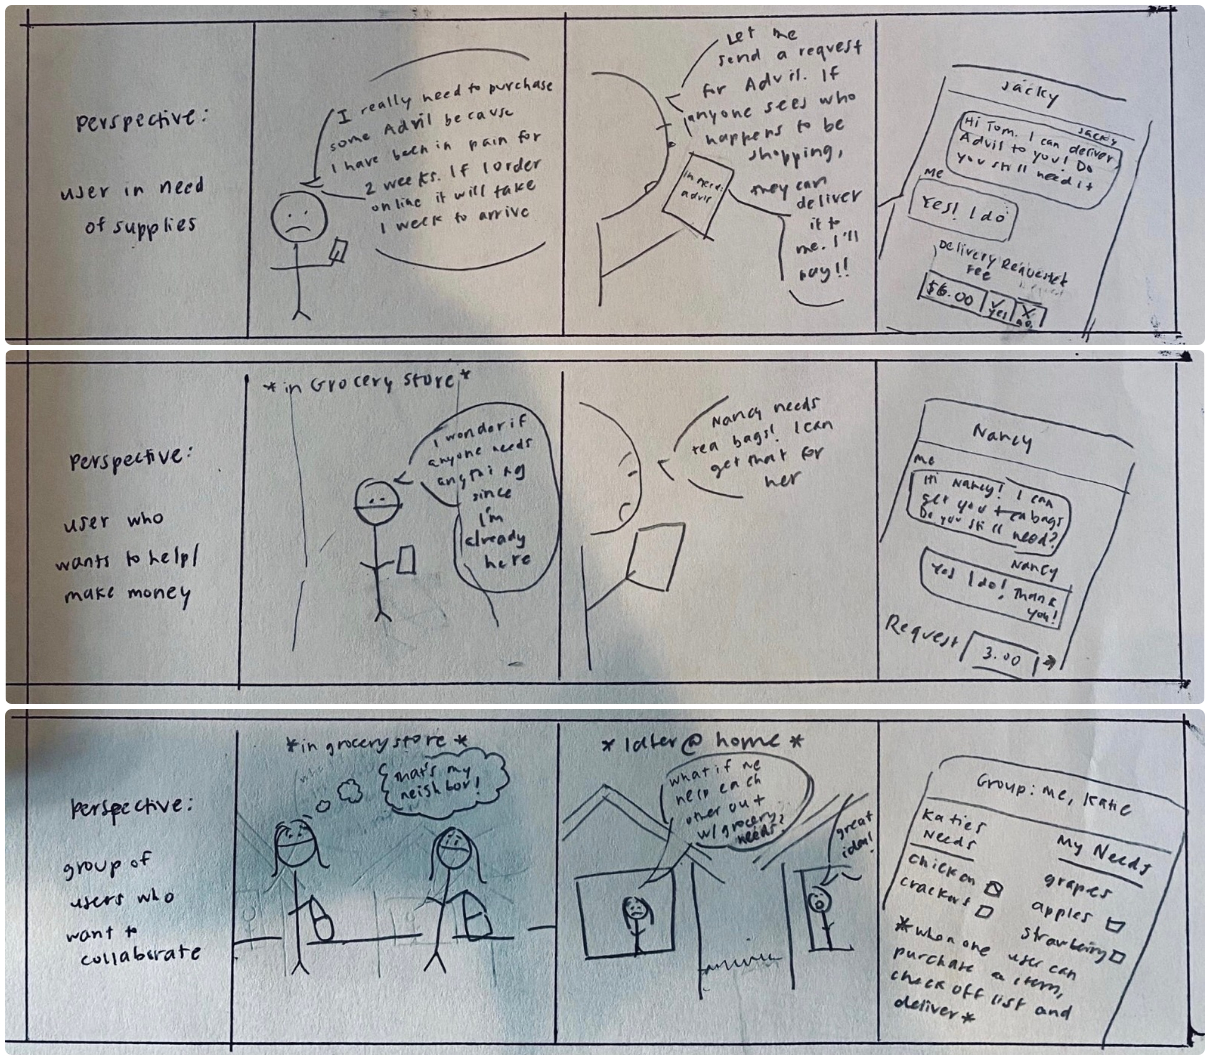 Perspective:
user in need
of supplies
I really need to purchase
some Advil because
I have been in pain for
2 weeks. If I order
online it will take
1 week to arrive
Let me
send a request
for Advil. If
anyone sees who
happens to be
shopping,
they can
deliver
it to
me. I'll
pay!!
in need:
advil
Jacky
Jacky
Hi Tom. I can deliver
Advil to you! Do
you still need it
me
Yes! I do
Delivery Requested
Fee
$6.00
yes
no
Perspective:
user who
wants to help/
make money
*in Grocery store*
I wonder if
anyone needs
anything
since
I'm
already
here
Nancy needs
tea bags! I can
get that for
her
Nancy
me
Hi Nancy! I can
get you tea bags
Do you still need?
Nancy
Yes I do! Thank
you!
Request
3.00
Perspective:
group of
users who
want to
collaborate
*in grocery store*
that's my
neighbor!
*later@ home*
what if we
help each
other out
w/grocery
needs?
great
idea!
Group: me, Katie
Katies
Needs
chicken
crackers
My Needs
grapes
apples
strawberry
*when one user can
purchase a item,
check off list and
deliver*